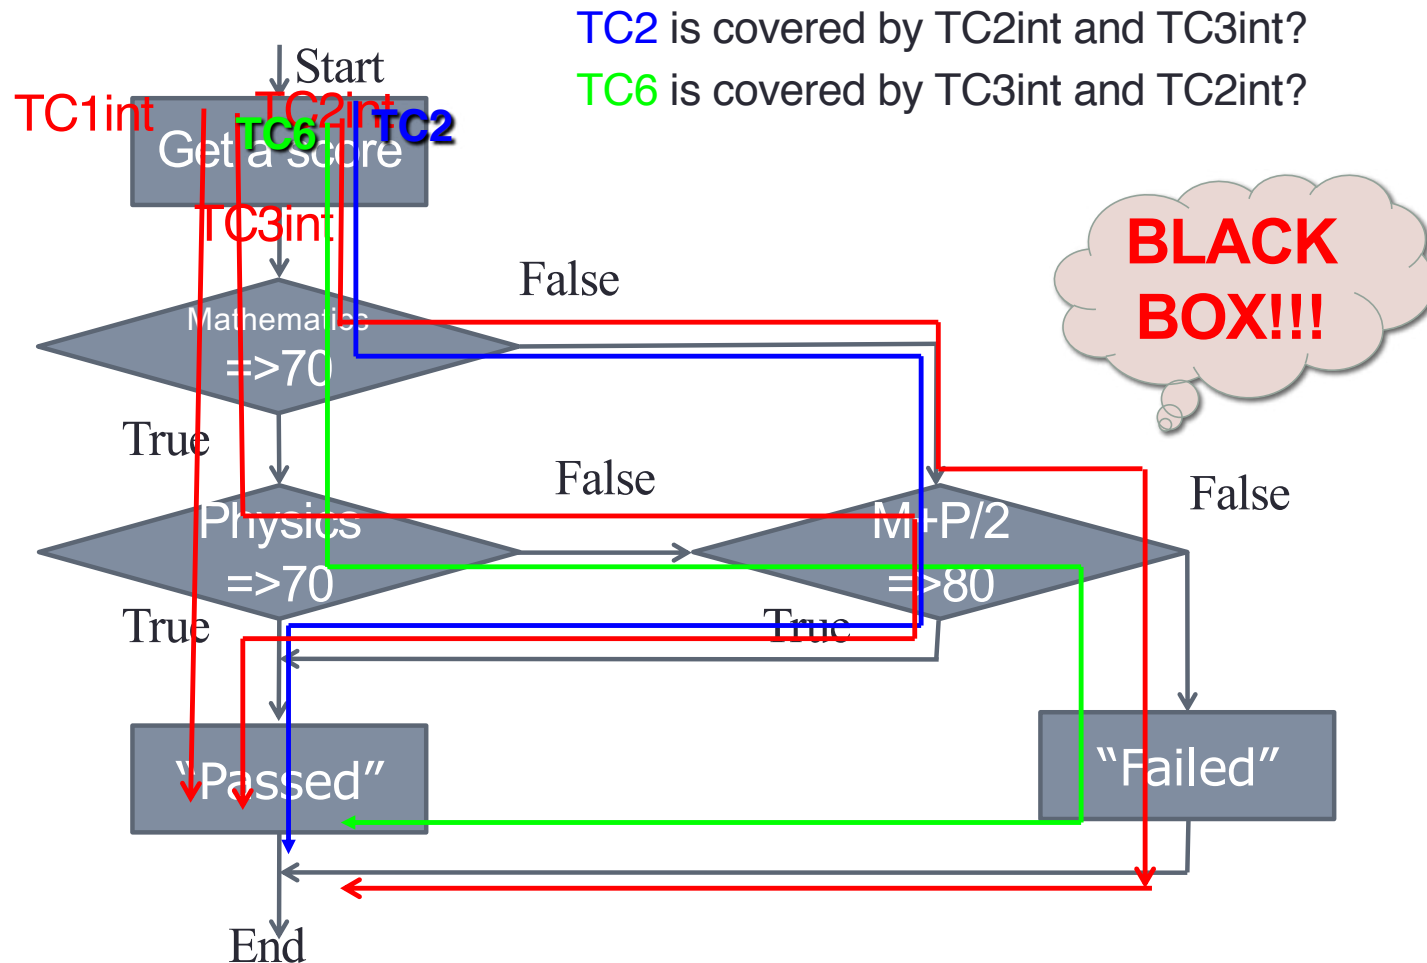 TC2 is covered by TC2int and TC3int?
TC6 is covered by TC3int and TC2int?
Start
TC1int
TC2int
TC6
TC2
Get a score
TC3int
BLACK
BOX!!!
False
Mathematics
=>70
True
False
False
Physics
=>70
M+P/2
=>80
True
True
“Passed”
“Failed”
End